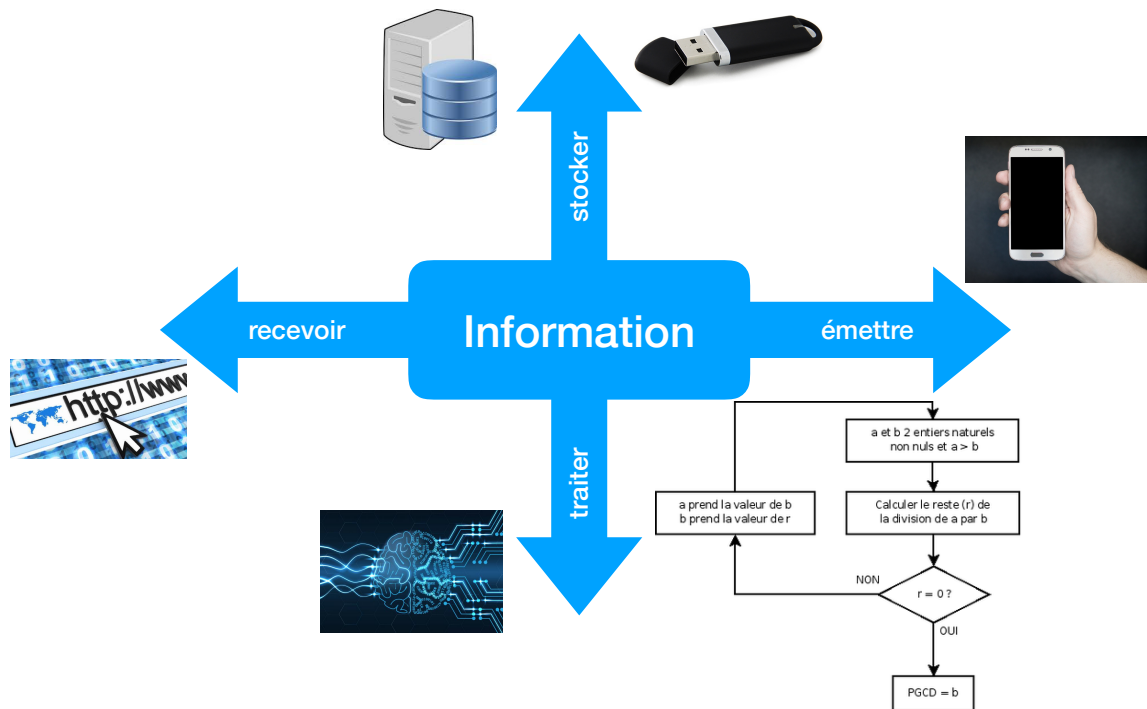 stocker
recevoir
Information
émettre
http://www
traiter
a et b 2 entiers naturels
non nuls et a > b
a prend la valeur de b
b prend la valeur de r
Calculer le reste (r) de
la division de a par b
NON
r = 0 ?
OUI
PGCD = b